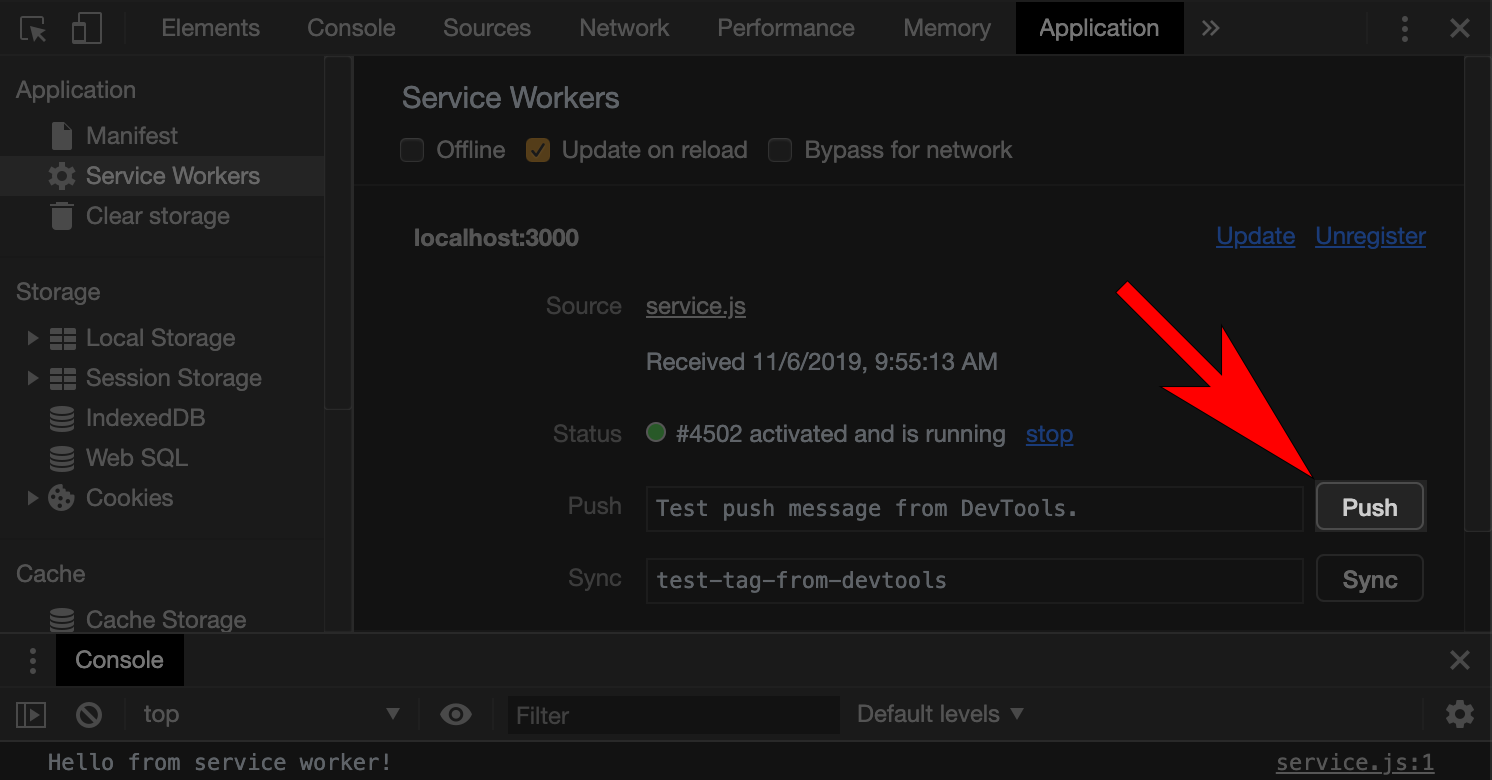 Elements Console Sources Network Performance Memory Application
Application
Manifest
Service Workers
Clear storage
Storage
Local Storage
Session Storage
IndexedDB
Web SQL
Cookies
Cache
Cache Storage
Service Workers
Offline Update on reload Bypass for network
localhost:3000 Update Unregister
Source service.js
Received 11/6/2019, 9:55:13 AM
Status #4502 activated and is running stop
Push Test push message from DevTools. Push
Sync test-tag-from-devtools Sync
Console
top Filter Default levels
Hello from service worker! service.js:1